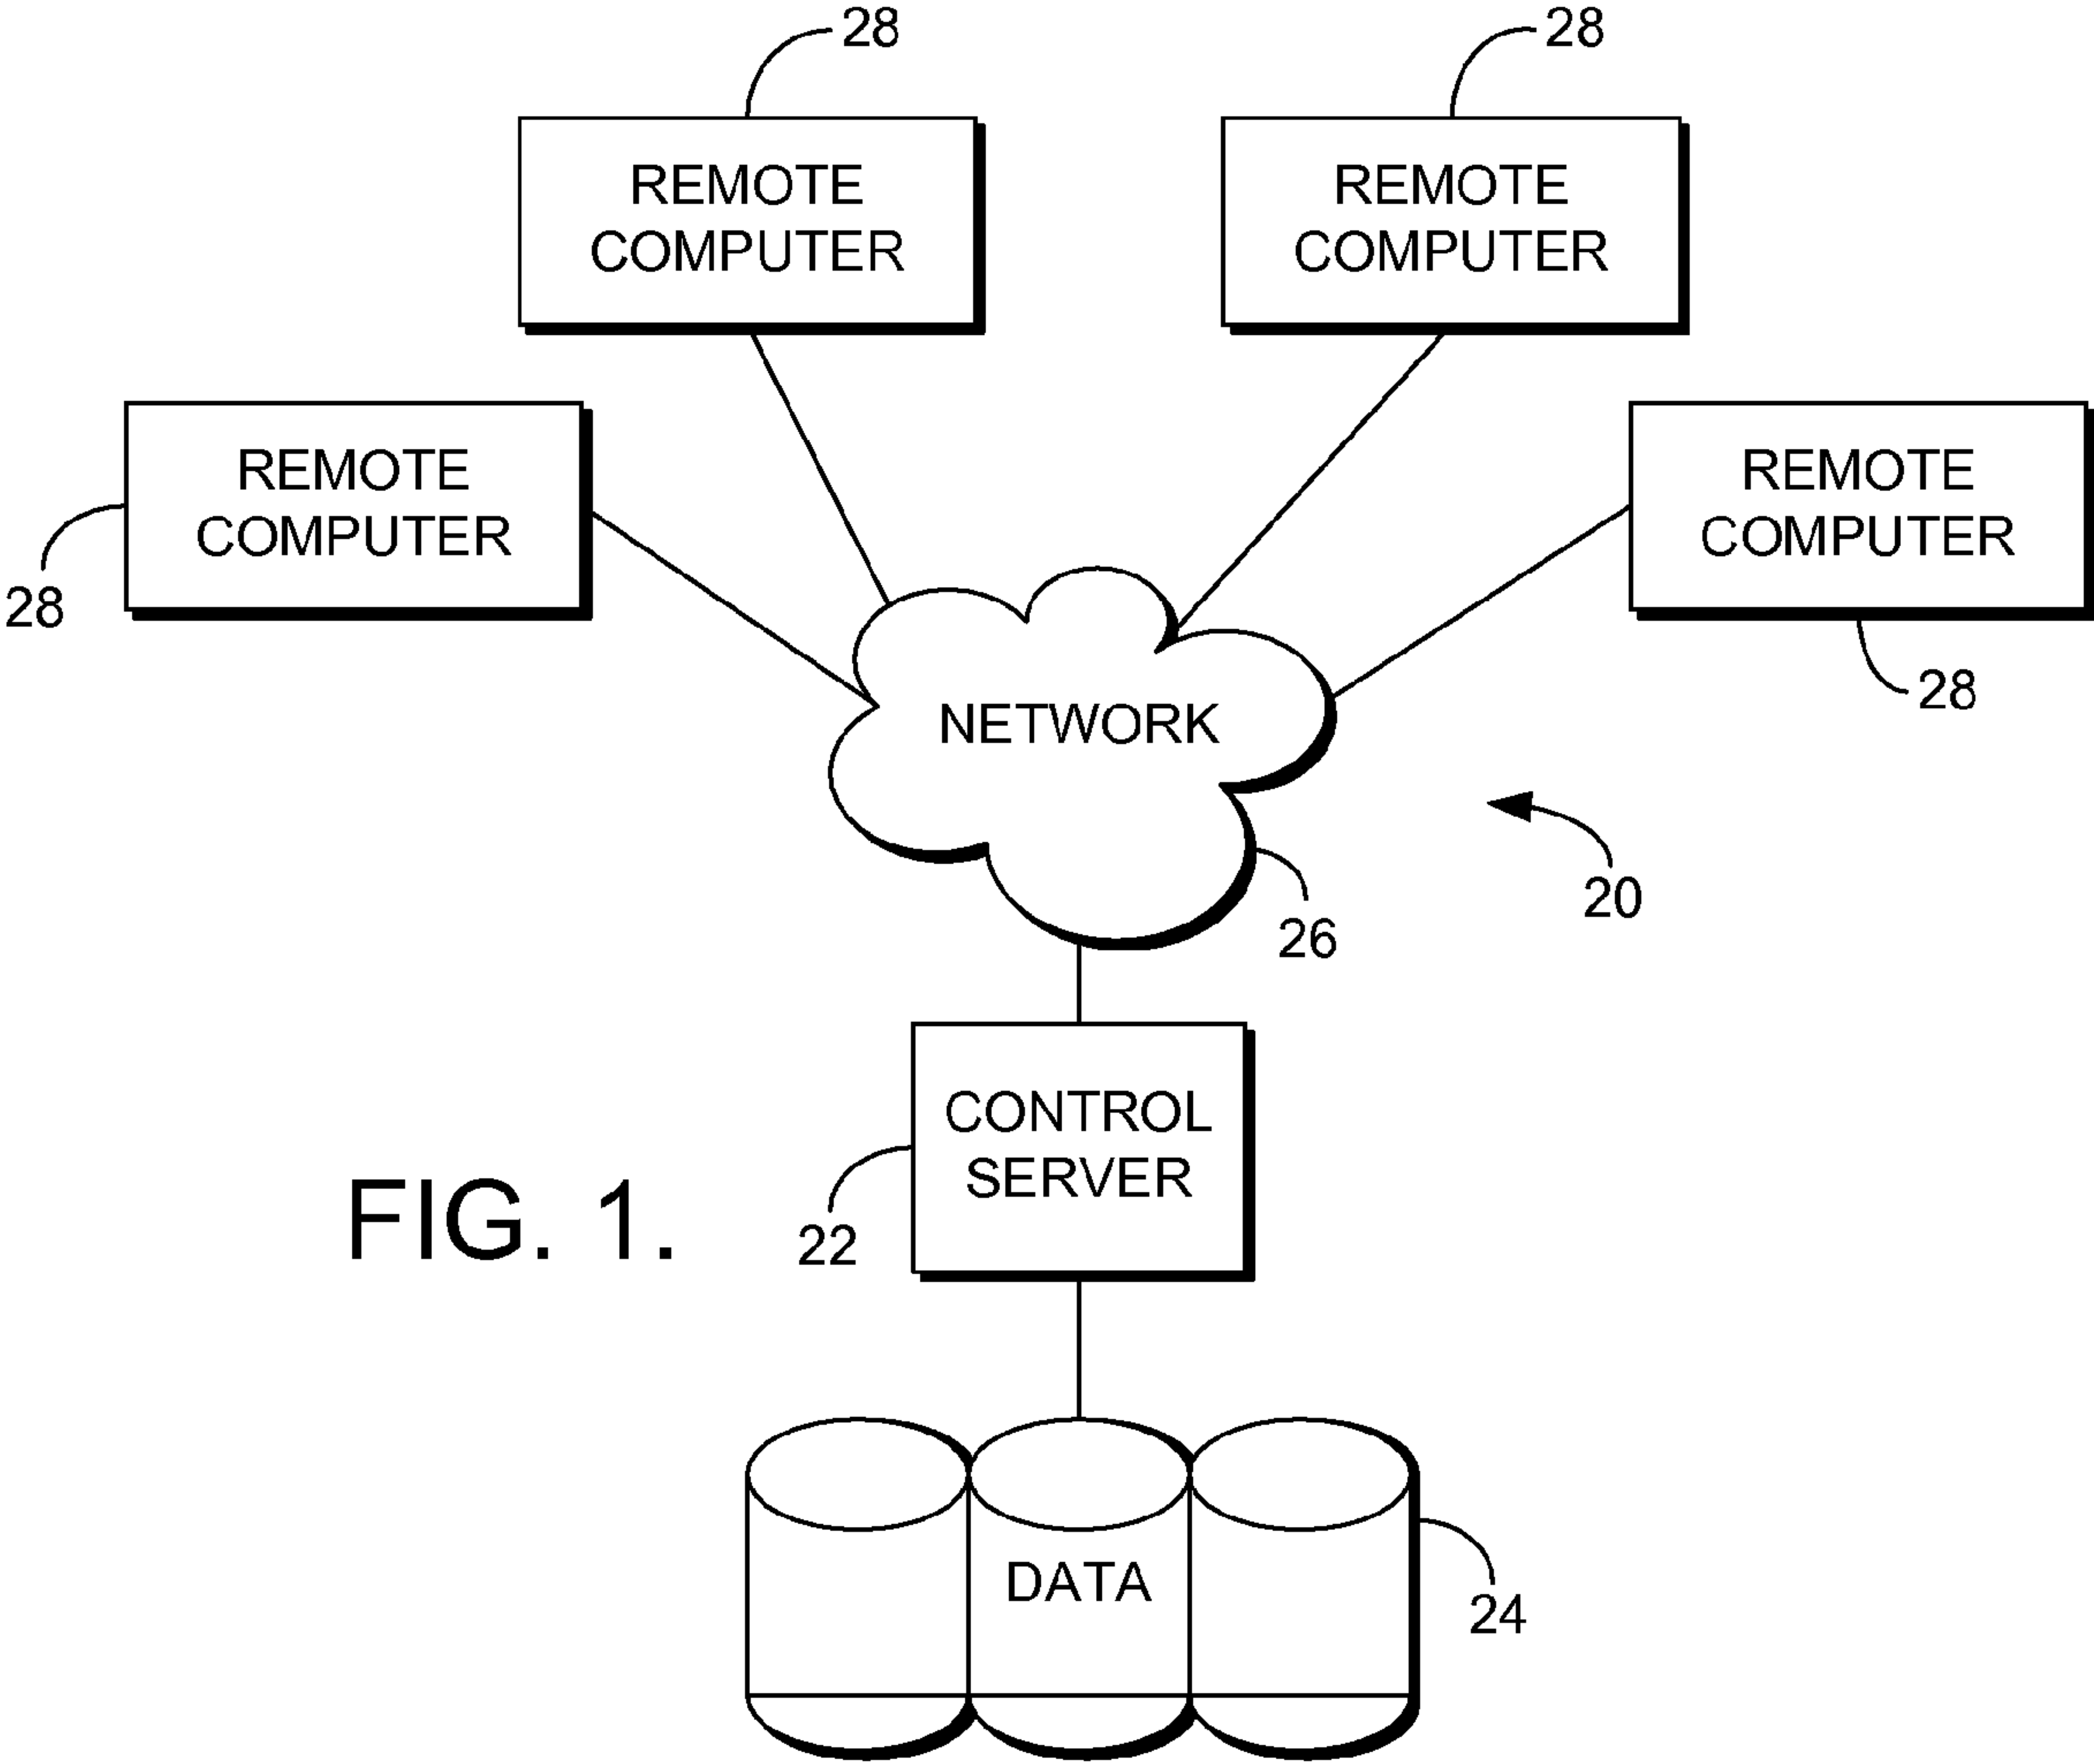 28
28
REMOTE
COMPUTER
REMOTE
COMPUTER
REMOTE
COMPUTER
REMOTE
COMPUTER
28
28
NETWORK
20
26
CONTROL
SERVER
FIG. 1.
22
DATA
24